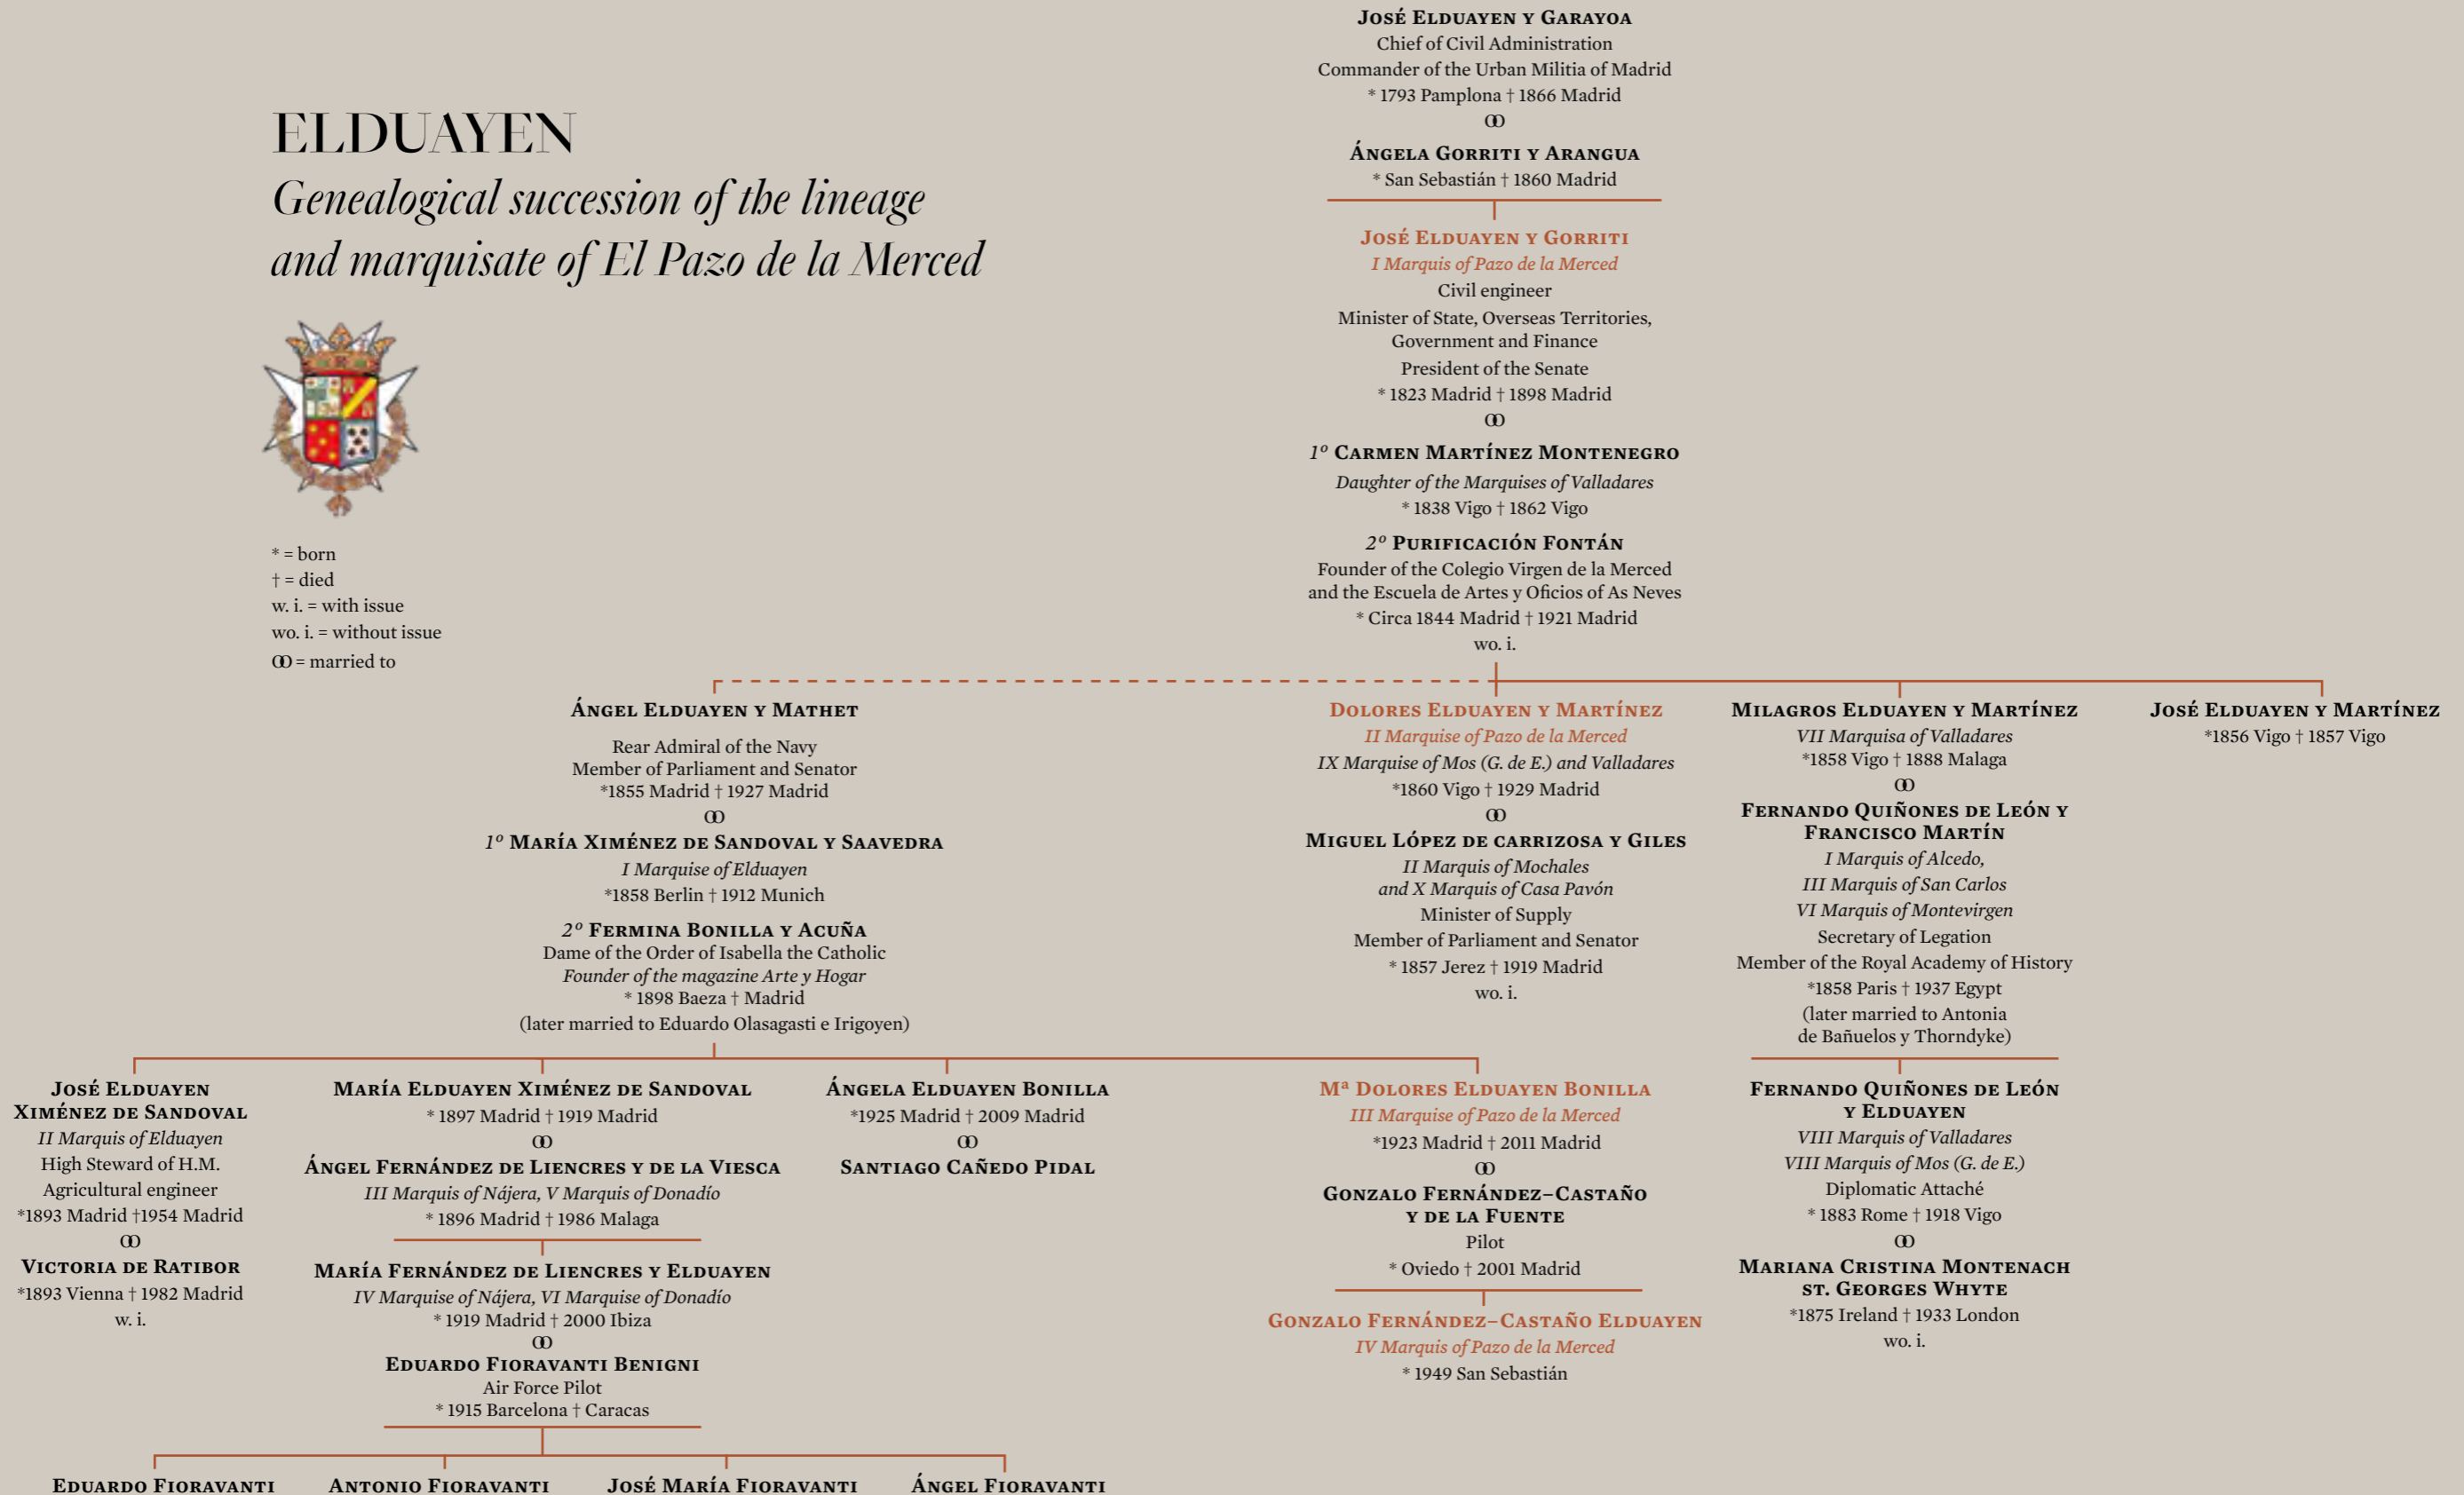 ELDUAYEN
Genealogical succession of the lineage
and marquisate of El Pazo de la Merced
* = born
† = died
w. i. = with issue
wo. i. = without issue
ꝏ = married to
José Elduayen y Garayoa
Chief of Civil Administration
Commander of the Urban Militia of Madrid
* 1793 Pamplona † 1866 Madrid
ꝏ
Ángela Gorriti y Arangua
* San Sebastián † 1860 Madrid
José Elduayen y Gorriti
I Marquis of Pazo de la Merced
Civil engineer
Minister of State, Overseas Territories,
Government and Finance
President of the Senate
* 1823 Madrid † 1898 Madrid
ꝏ
1º Carmen Martínez Montenegro
Daughter of the Marquises of Valladares
* 1838 Vigo † 1862 Vigo
2º Purificación Fontán
Founder of the Colegio Virgen de la Merced
and the Escuela de Artes y Oficios of As Neves
* Circa 1844 Madrid † 1921 Madrid
wo. i.
Ángel Elduayen y Mathet
Rear Admiral of the Navy
Member of Parliament and Senator
*1855 Madrid † 1927 Madrid
ꝏ
1º María Ximénez de Sandoval y Saavedra
I Marquise of Elduayen
*1858 Berlin † 1912 Munich
2º Fermina Bonilla y Acuña
Dame of the Order of Isabella the Catholic
Founder of the magazine Arte y Hogar
* 1898 Baeza † Madrid
(later married to Eduardo Olasagasti e Irigoyen)
Dolores Elduayen y Martínez
II Marquise of Pazo de la Merced
IX Marquise of Mos (G. de E.) and Valladares
*1860 Vigo † 1929 Madrid
ꝏ
Miguel López de carrizosa y Giles
II Marquis of Mochales
and X Marquis of Casa Pavón
Minister of Supply
Member of Parliament and Senator
* 1857 Jerez † 1919 Madrid
wo. i.
Milagros Elduayen y Martínez
VII Marquisa of Valladares
*1858 Vigo † 1888 Malaga
ꝏ
Fernando Quiñones de León y
Francisco Martín
I Marquis of Alcedo,
III Marquis of San Carlos
VI Marquis of Montevirgen
Secretary of Legation
Member of the Royal Academy of History
*1858 Paris † 1937 Egypt
(later married to Antonia
de Bañuelos y Thorndyke)
José Elduayen y Martínez
*1856 Vigo † 1857 Vigo
José Elduayen
Ximénez de Sandoval
II Marquis of Elduayen
High Steward of H.M.
Agricultural engineer
*1893 Madrid †1954 Madrid
ꝏ
Victoria de Ratibor
*1893 Vienna † 1982 Madrid
w. i.
María Elduayen Ximénez de Sandoval
* 1897 Madrid † 1919 Madrid
ꝏ
Ángel Fernández de Liencres y de la Viesca
III Marquis of Nájera, V Marquis of Donadío
* 1896 Madrid † 1986 Malaga
María Fernández de Liencres y Elduayen
IV Marquise of Nájera, VI Marquise of Donadío
* 1919 Madrid † 2000 Ibiza
ꝏ
Eduardo Fioravanti Benigni
Air Force Pilot
* 1915 Barcelona † Caracas
Ángela Elduayen Bonilla
*1925 Madrid † 2009 Madrid
ꝏ
Santiago Cañedo Pidal
Mª Dolores Elduayen Bonilla
III Marquise of Pazo de la Merced
*1923 Madrid † 2011 Madrid
ꝏ
Gonzalo Fernández–Castaño
y de la Fuente
Pilot
* Oviedo † 2001 Madrid
Gonzalo Fernández–Castaño Elduayen
IV Marquis of Pazo de la Merced
* 1949 San Sebastián
Fernando Quiñones de León
y Elduayen
VIII Marquis of Valladares
VIII Marquis of Mos (G. de E.)
Diplomatic Attaché
* 1883 Rome † 1918 Vigo
ꝏ
Mariana Cristina Montenach
st. Georges Whyte
*1875 Ireland † 1933 London
wo. i.
Eduardo Fioravanti
Antonio Fioravanti
José María Fioravanti
Ángel Fioravanti